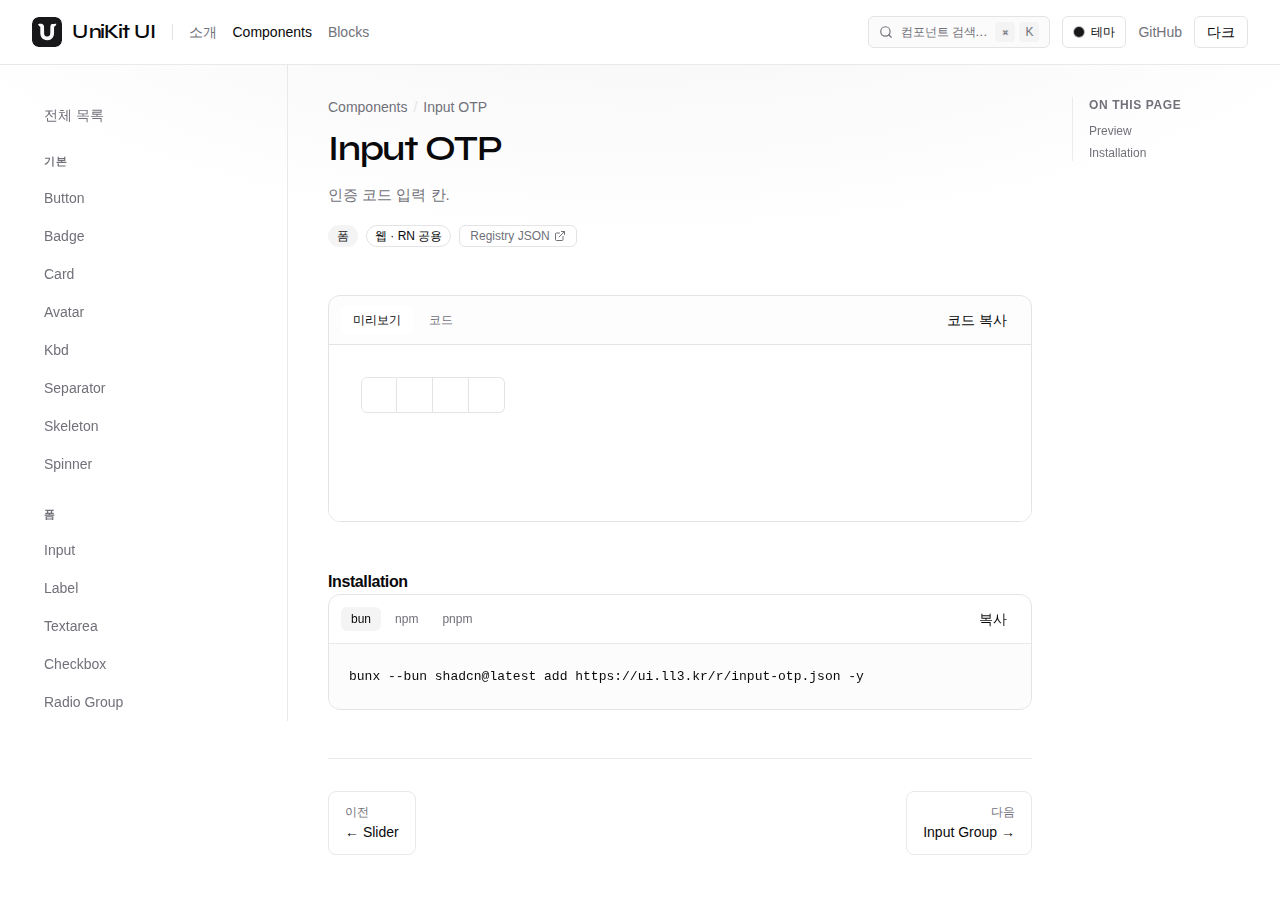 UniKit UI
소개
Components
Blocks
컴포넌트 검색… ⌘ K
테마
GitHub
다크
전체 목록
기본
Button
Badge
Card
Avatar
Kbd
Separator
Skeleton
Spinner
폼
Input
Label
Textarea
Checkbox
Radio Group
Components / Input OTP
Input OTP
인증 코드 입력 칸.
폼
웹 · RN 공용
Registry JSON
미리보기
코드
코드 복사
Installation
bun
npm
pnpm
복사
bunx --bun shadcn@latest add https://ui.ll3.kr/r/input-otp.json -y
이전
← Slider
다음
Input Group →
ON THIS PAGE
Preview
Installation